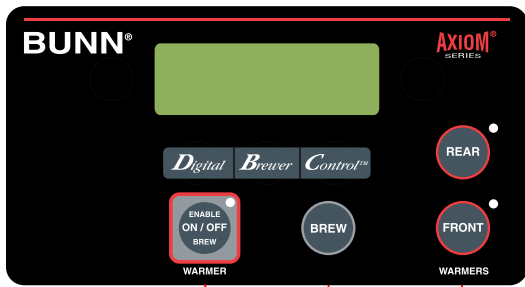 BUNN®
AXIOM®
SERIES
Digital Brewer Control™
REAR
ENABLE
ON / OFF
BREW
BREW
FRONT
WARMER
WARMERS